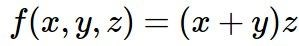 f(x, y, z) = (x + y)z